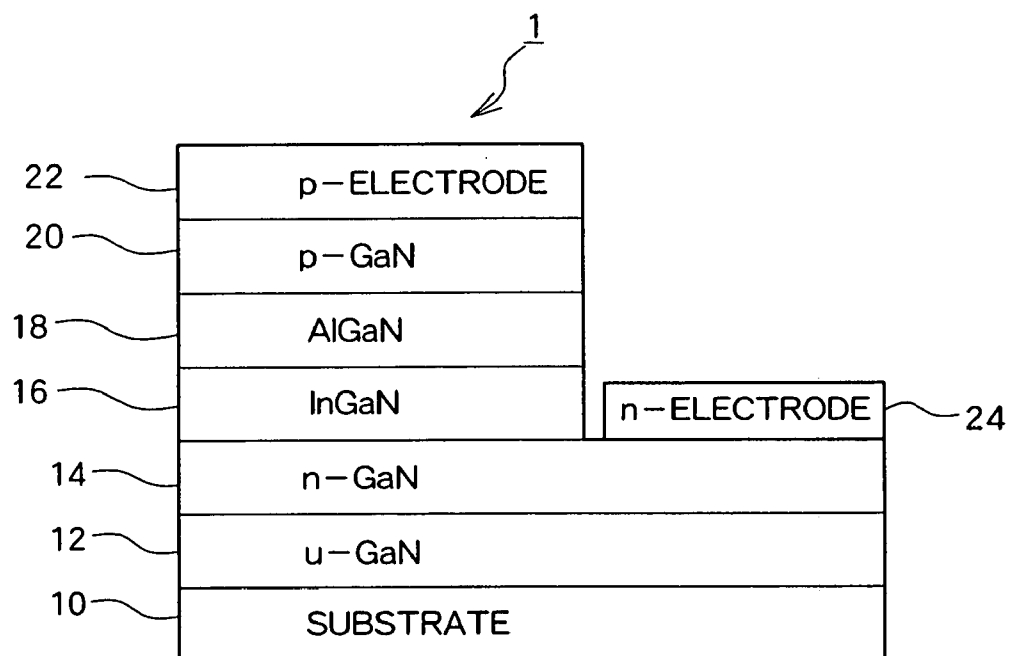 1
22 p-ELECTRODE
20 p-GaN
18 AlGaN
16 InGaN
n-ELECTRODE 24
14 n-GaN
12 u-GaN
10 SUBSTRATE